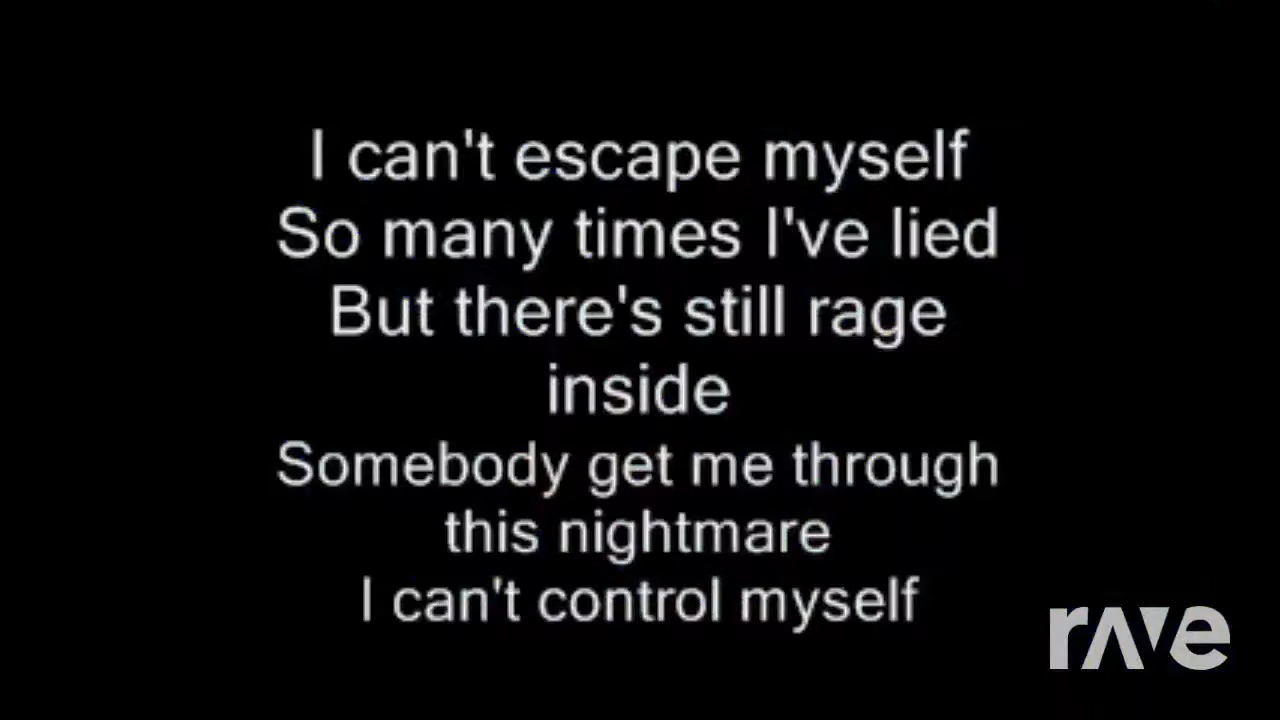 I can't escape myself
So many times I've lied
But there's still rage
inside
Somebody get me through
this nightmare
I can't control myself
rave